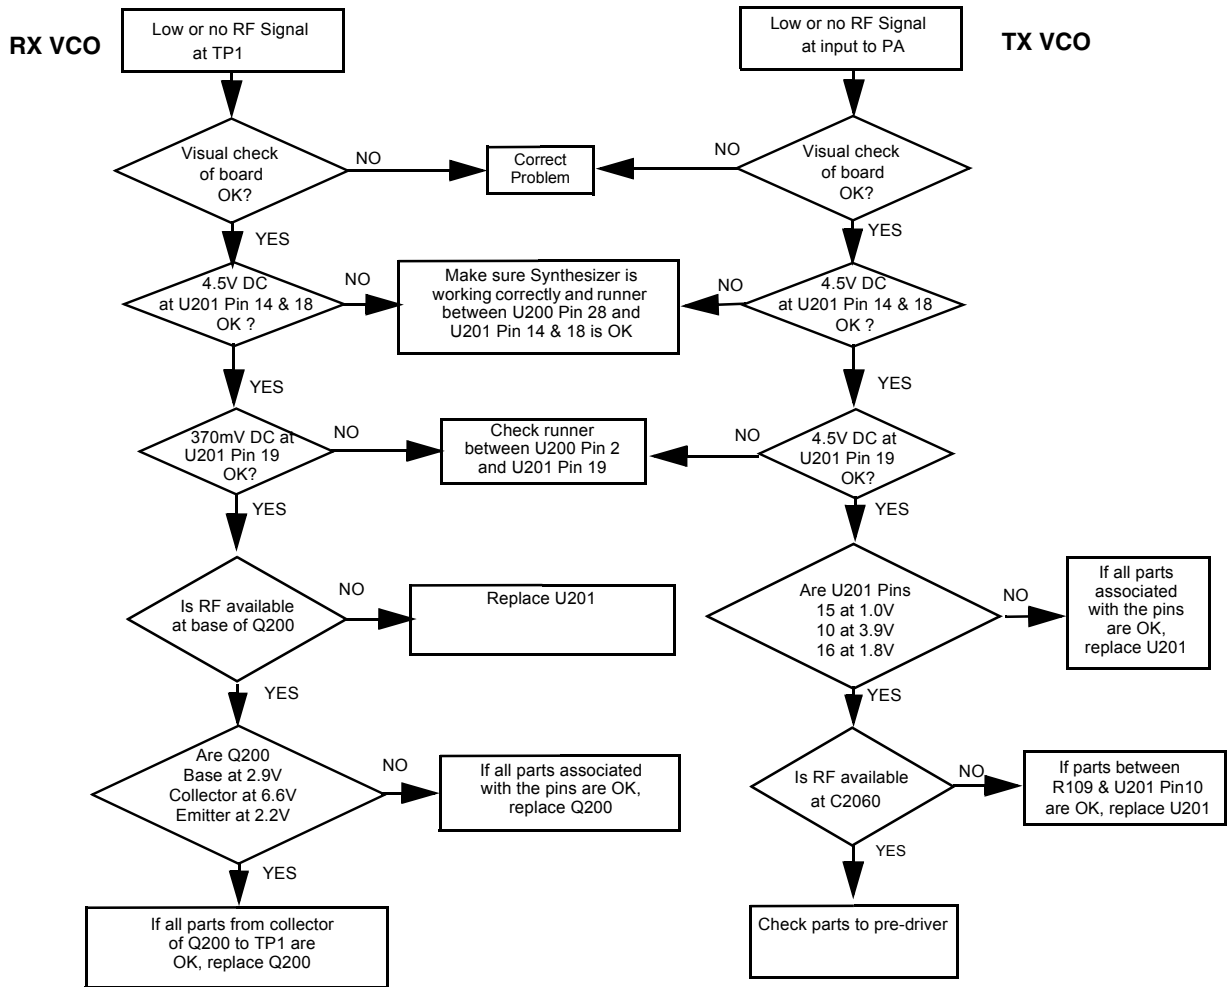 RX VCO
Low or no RF Signal
at TP1
Low or no RF Signal
at input to PA
TX VCO
Visual check
of board
OK?
NO
Correct
Problem
NO
Visual check
of board
OK?
YES
YES
4.5V DC
at U201 Pin 14 & 18
OK ?
NO
Make sure Synthesizer is
working correctly and runner
between U200 Pin 28 and
U201 Pin 14 & 18 is OK
NO
4.5V DC
at U201 Pin 14 & 18
OK ?
YES
YES
370mV DC at
U201 Pin 19
OK?
NO
Check runner
between U200 Pin 2
and U201 Pin 19
NO
4.5V DC at
U201 Pin 19
OK?
YES
YES
Is RF available
at base of Q200
NO
Replace U201
Are U201 Pins
15 at 1.0V
10 at 3.9V
16 at 1.8V
NO
If all parts
associated
with the pins
are OK,
replace U201
YES
YES
Are Q200
Base at 2.9V
Collector at 6.6V
Emitter at 2.2V
NO
If all parts associated
with the pins are OK,
replace Q200
Is RF available
at C2060
NO
If parts between
R109 & U201 Pin10
are OK, replace U201
YES
YES
If all parts from collector
of Q200 to TP1 are
OK, replace Q200
Check parts to pre-driver